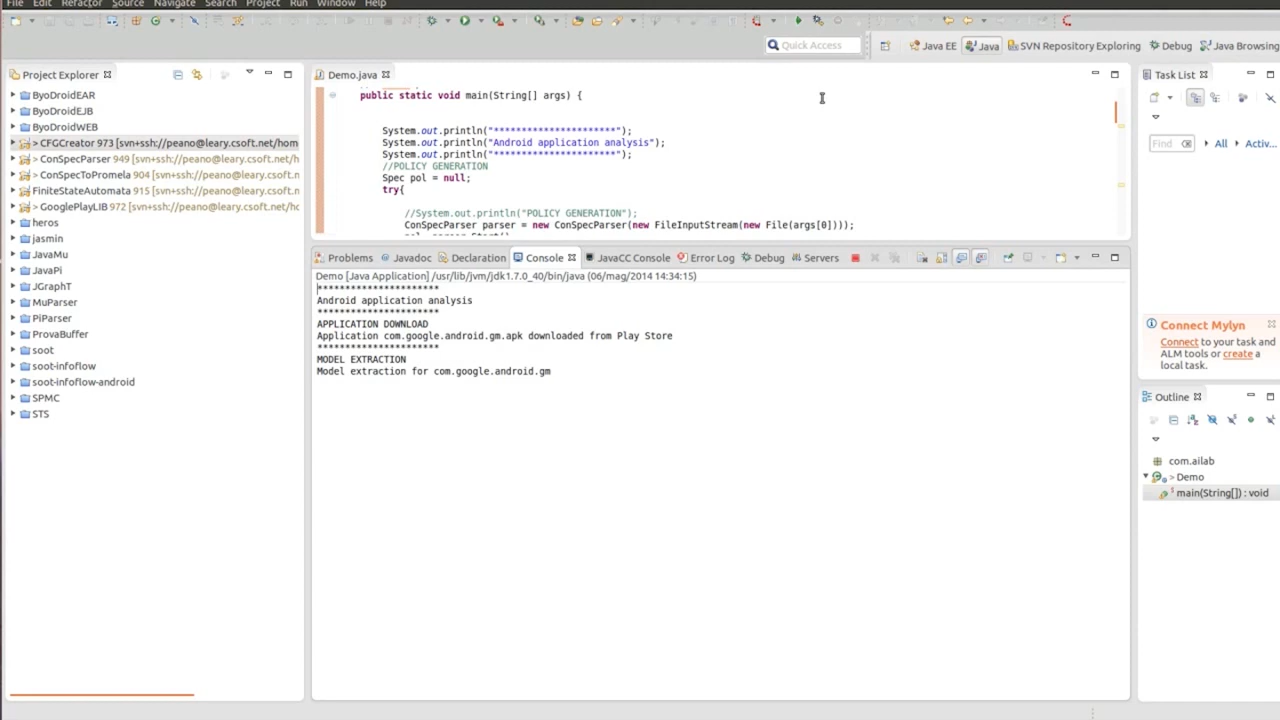 File Edit Refactor Source Navigate Search Project Run Window Help
Quick Access
Java EE Java SVN Repository Exploring Debug Java Browsing
Project Explorer
ByoDroidEAR
ByoDroidEJB
ByoDroidWEB
> CFGCreator 973 [svn+ssh://peano@leary.csoft.net/hom
> ConSpecParser 949 [svn+ssh://peano@leary.csoft.net/h
> ConSpecToPromela 904 [svn+ssh://peano@leary.csoft.
FiniteStateAutomata 915 [svn+ssh://peano@leary.csoft.
> GooglePlayLIB 972 [svn+ssh://peano@leary.csoft.net/hc
heros
jasmin
JavaMu
JavaPi
JGraphT
MuParser
PiParser
ProvaBuffer
soot
soot-infoflow
soot-infoflow-android
SPMC
STS
Demo.java
public static void main(String[] args) {
System.out.println("**********************");
System.out.println("Android application analysis");
System.out.println("**********************");
//POLICY GENERATION
Spec pol = null;
try{
//System.out.println("POLICY GENERATION");
ConSpecParser parser = new ConSpecParser(new FileInputStream(new File(args[0])));
Problems Javadoc Declaration Console JavaCC Console Error Log Debug Servers
Demo [Java Application] /usr/lib/jvm/jdk1.7.0_40/bin/java (06/mag/2014 14:34:15)
**********************
Android application analysis
**********************
APPLICATION DOWNLOAD
Application com.google.android.gm.apk downloaded from Play Store
**********************
MODEL EXTRACTION
Model extraction for com.google.android.gm
Task List
Find All Activ...
Connect Mylyn
Connect to your task and
ALM tools or create a
local task.
Outline
com.ailab
> Demo
main(String[]) : void